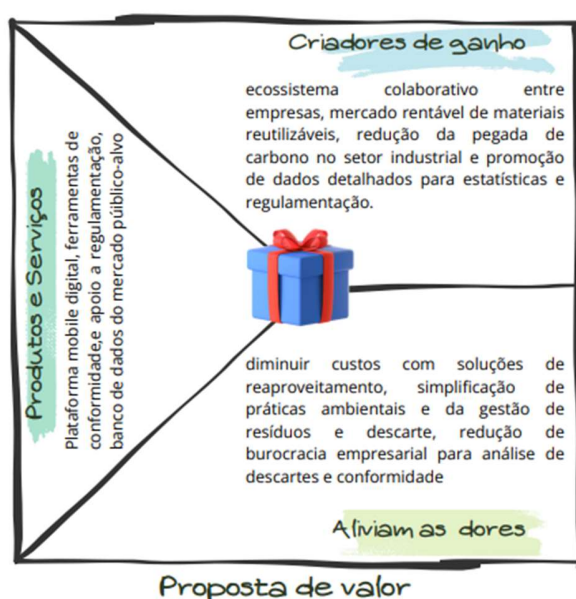 Criadores de ganho
ecossistema colaborativo entre
empresas, mercado rentável de materiais
reutilizáveis, redução da pegada de
carbono no setor industrial e promoção
de dados detalhados para estatísticas e
regulamentação.
Produtos e Serviços
Plataforma mobile digital, ferramentas de
conformidade,e apoio a regulamentação,
banco de dados do mercado púiblico-alvo
diminuir custos com soluções de
reaproveitamento, simplificação de
práticas ambientais e da gestão de
resíduos e descarte, redução de
burocracia empresarial para análise de
descartes e conformidade
Aliviam as dores
Proposta de valor